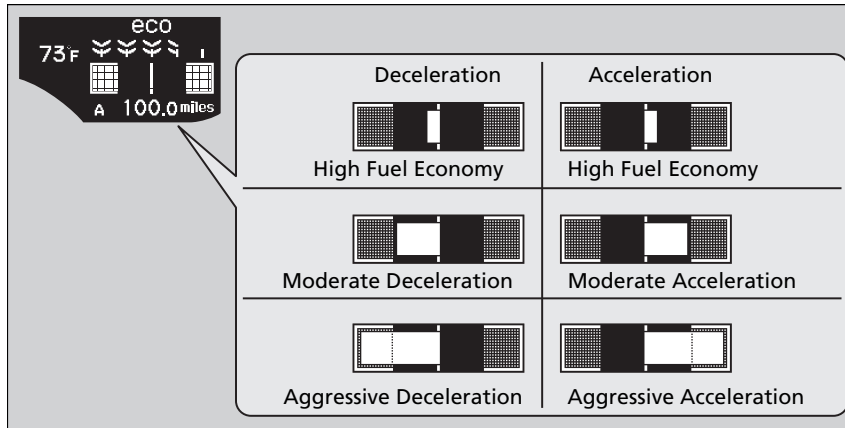 eco
73°F
A 100.0 miles
Deceleration Acceleration
High Fuel Economy High Fuel Economy
Moderate Deceleration Moderate Acceleration
Aggressive Deceleration Aggressive Acceleration